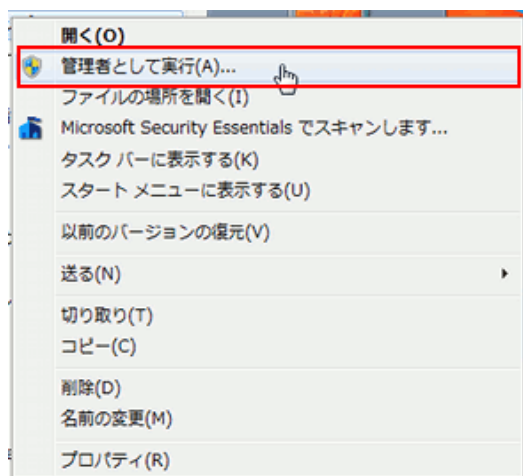 開く(O)
管理者として実行(A)...
ファイルの場所を開く(I)
Microsoft Security Essentials でスキャンします...
タスク バーに表示する(K)
スタート メニューに表示する(U)
以前のバージョンの復元(V)
送る(N)
切り取り(T)
コピー(C)
削除(D)
名前の変更(M)
プロパティ(R)